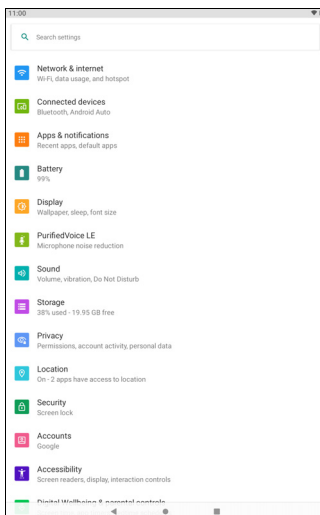 11:00
Search settings
Network & internet
Wi-Fi, data usage, and hotspot
Connected devices
Bluetooth, Android Auto
Apps & notifications
Recent apps, default apps
Battery
99%
Display
Wallpaper, sleep, font size
PurifiedVoice LE
Microphone noise reduction
Sound
Volume, vibration, Do Not Disturb
Storage
38% used - 19.95 GB free
Privacy
Permissions, account activity, personal data
Location
On - 2 apps have access to location
Security
Screen lock
Accounts
Google
Accessibility
Screen readers, display, interaction controls
Digital Wellbeing & parental controls